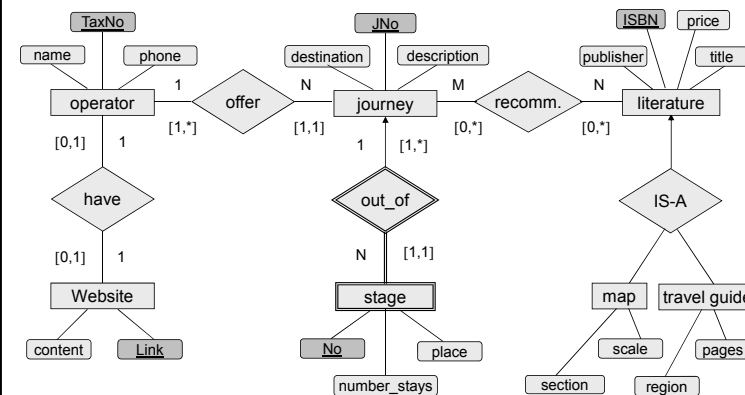 TaxNo
JNo
ISBN
price
name
phone
destination
description
publisher
title
operator
1
offer
N
journey
M
recomm.
N
literature
[1,*]
[1,1]
[0,*]
[0,*]
[0,1]
1
1
[1,*]
have
out_of
IS-A
[0,1]
1
N
[1,1]
Website
stage
map
travel guide
content
Link
No
place
scale
pages
number_stays
section
region